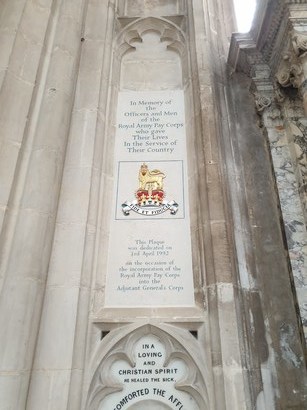 In Memory of
the
Officers and Men
of the
Royal Army Pay Corps
who gave
Their Lives
In the Service of
Their Country
FIDE ET FIDUCIA
This Plaque
was dedicated on
3rd April 1992
on the occasion of
the incorporation of the
Royal Army Pay Corps
into the
Adjutant Generals Corps
IN A
LOVING
AND
CHRISTIAN SPIRIT
HE HEALED THE SICK,
COMFORTED THE